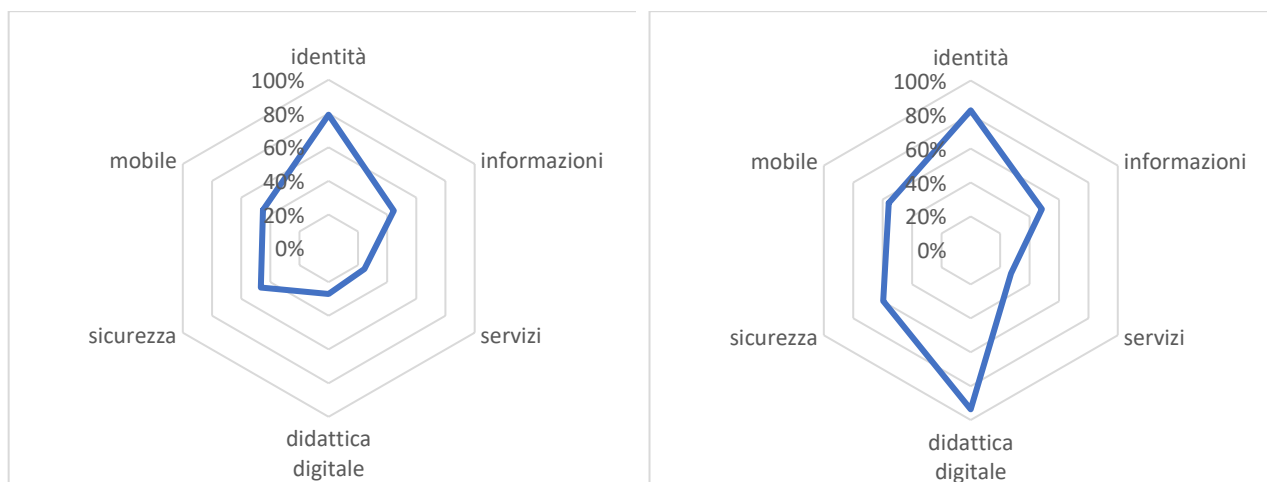 identità
100%
80%
60%
40%
20%
0%
mobile
informazioni
sicurezza
servizi
didattica
digitale
identità
100%
80%
60%
40%
20%
0%
mobile
informazioni
sicurezza
servizi
didattica
digitale